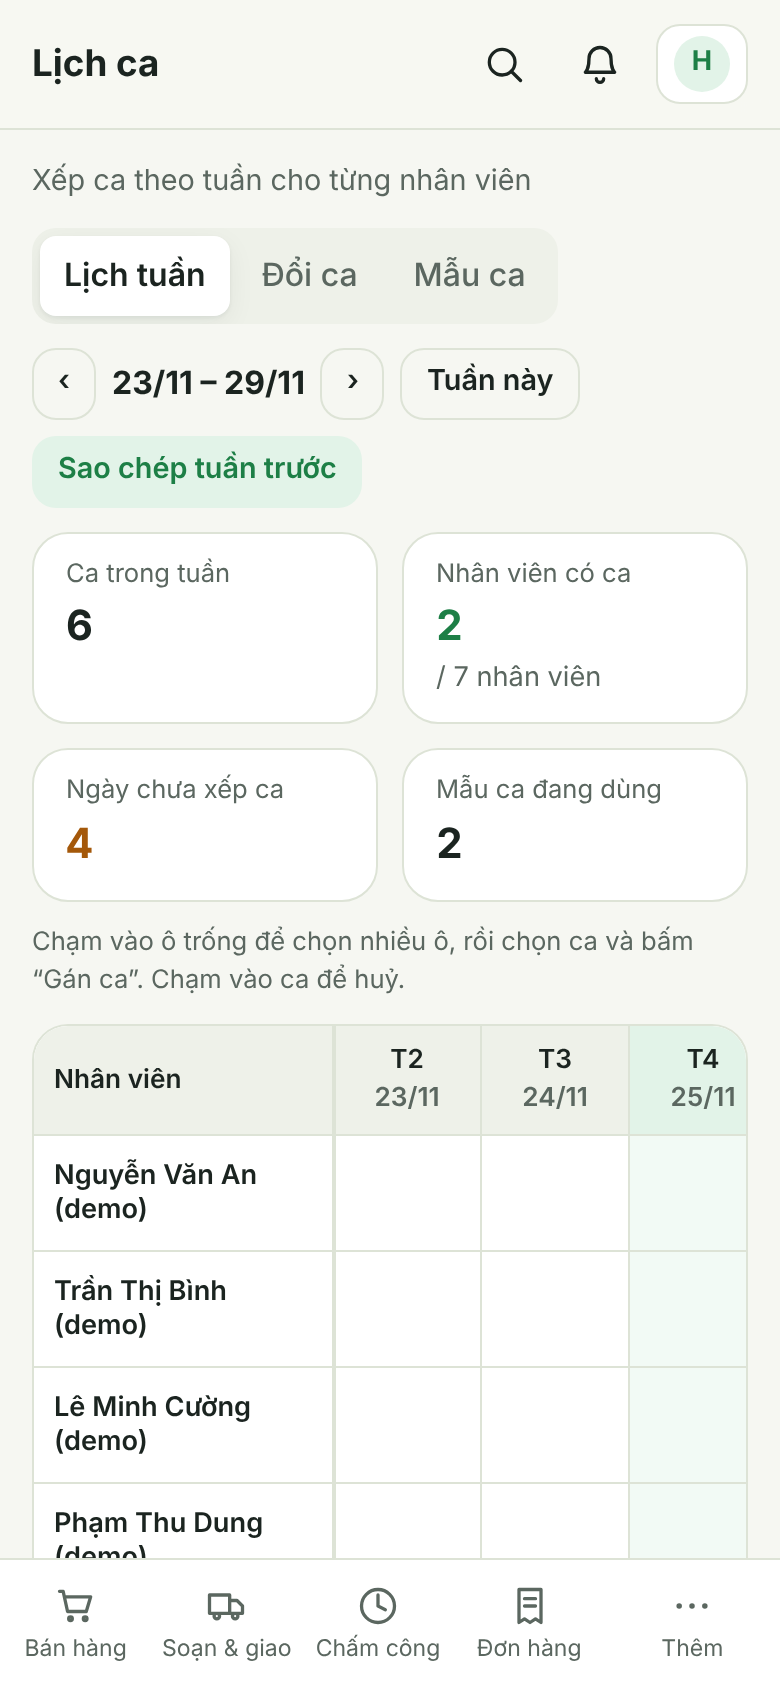 Lịch ca
H
Xếp ca theo tuần cho từng nhân viên
Lịch tuần
Đổi ca
Mẫu ca
‹
23/11 – 29/11
›
Tuần này
Sao chép tuần trước
Ca trong tuần
6
Nhân viên có ca
2
/ 7 nhân viên
Ngày chưa xếp ca
4
Mẫu ca đang dùng
2
Chạm vào ô trống để chọn nhiều ô, rồi chọn ca và bấm
“Gán ca”. Chạm vào ca để huỷ.
Nhân viên
T2
23/11
T3
24/11
T4
25/11
Nguyễn Văn An
(demo)
Trần Thị Bình
(demo)
Lê Minh Cường
(demo)
Phạm Thu Dung
(demo)
Bán hàng
Soạn & giao
Chấm công
Đơn hàng
Thêm